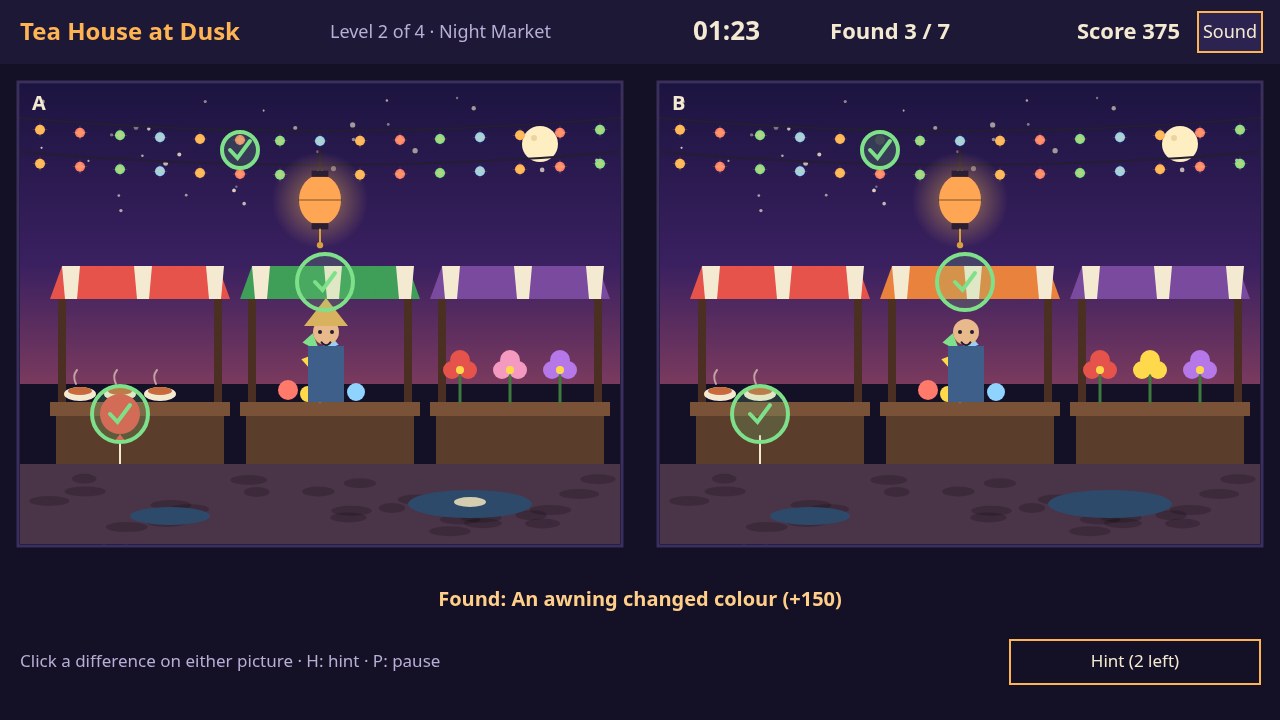 Tea House at Dusk
Level 2 of 4 · Night Market
01:23
Found 3 / 7
Score 375
Sound
A
B
Found: An awning changed colour (+150)
Click a difference on either picture · H: hint · P: pause
Hint (2 left)